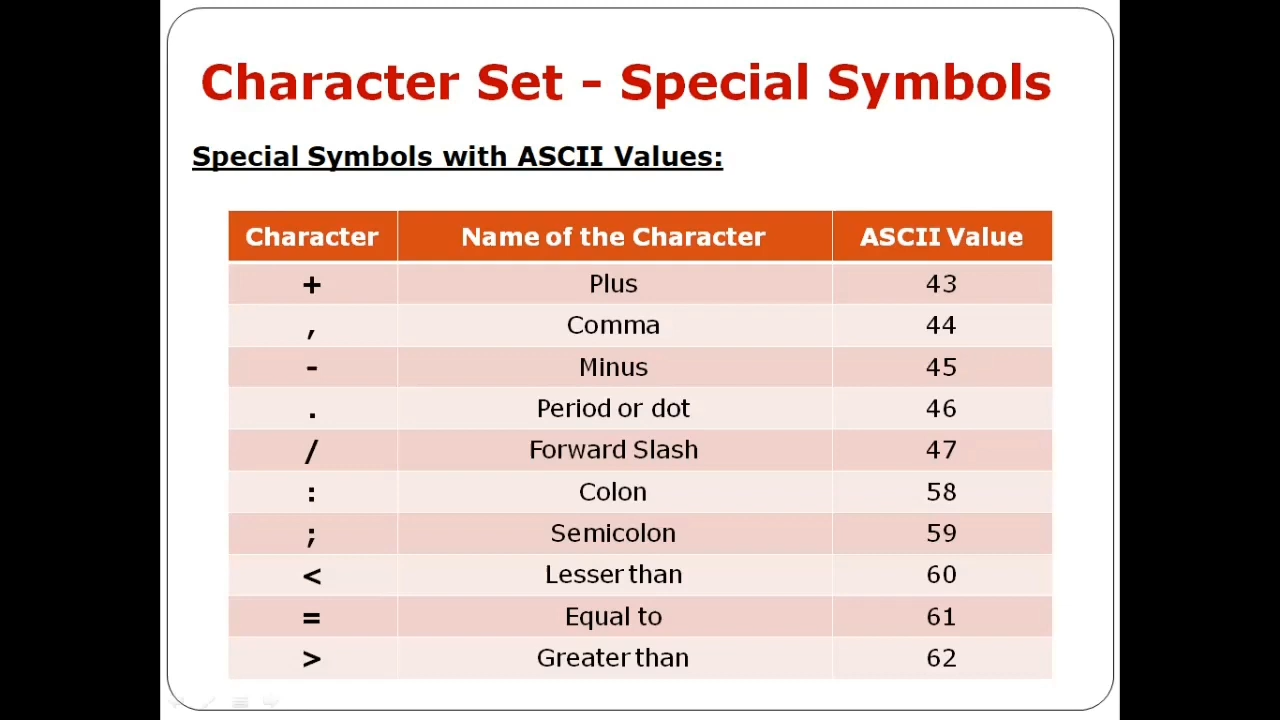 Character Set - Special Symbols
Special Symbols with ASCII Values:
Character Name of the Character ASCII Value
+ Plus 43
, Comma 44
- Minus 45
. Period or dot 46
/ Forward Slash 47
: Colon 58
; Semicolon 59
< Lesser than 60
= Equal to 61
> Greater than 62